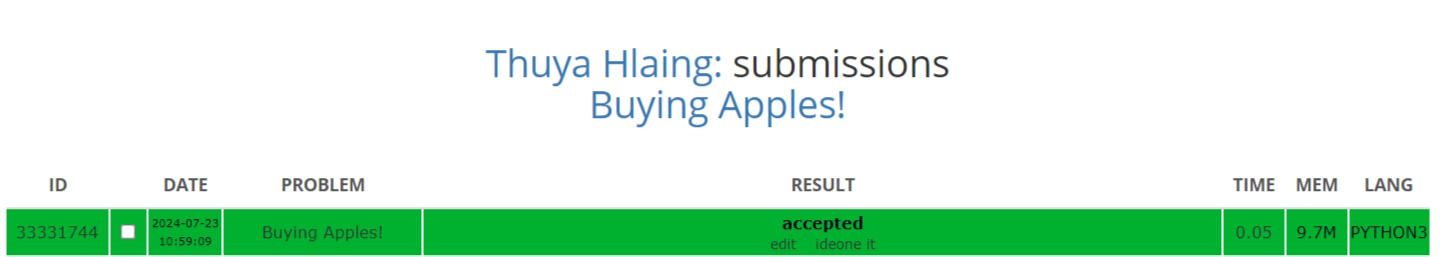 Thuya Hlaing: submissions
Buying Apples!
ID DATE PROBLEM RESULT TIME MEM LANG
33331744 2024-07-23 10:59:09 Buying Apples! accepted 0.05 9.7M PYTHON3
edit ideone it